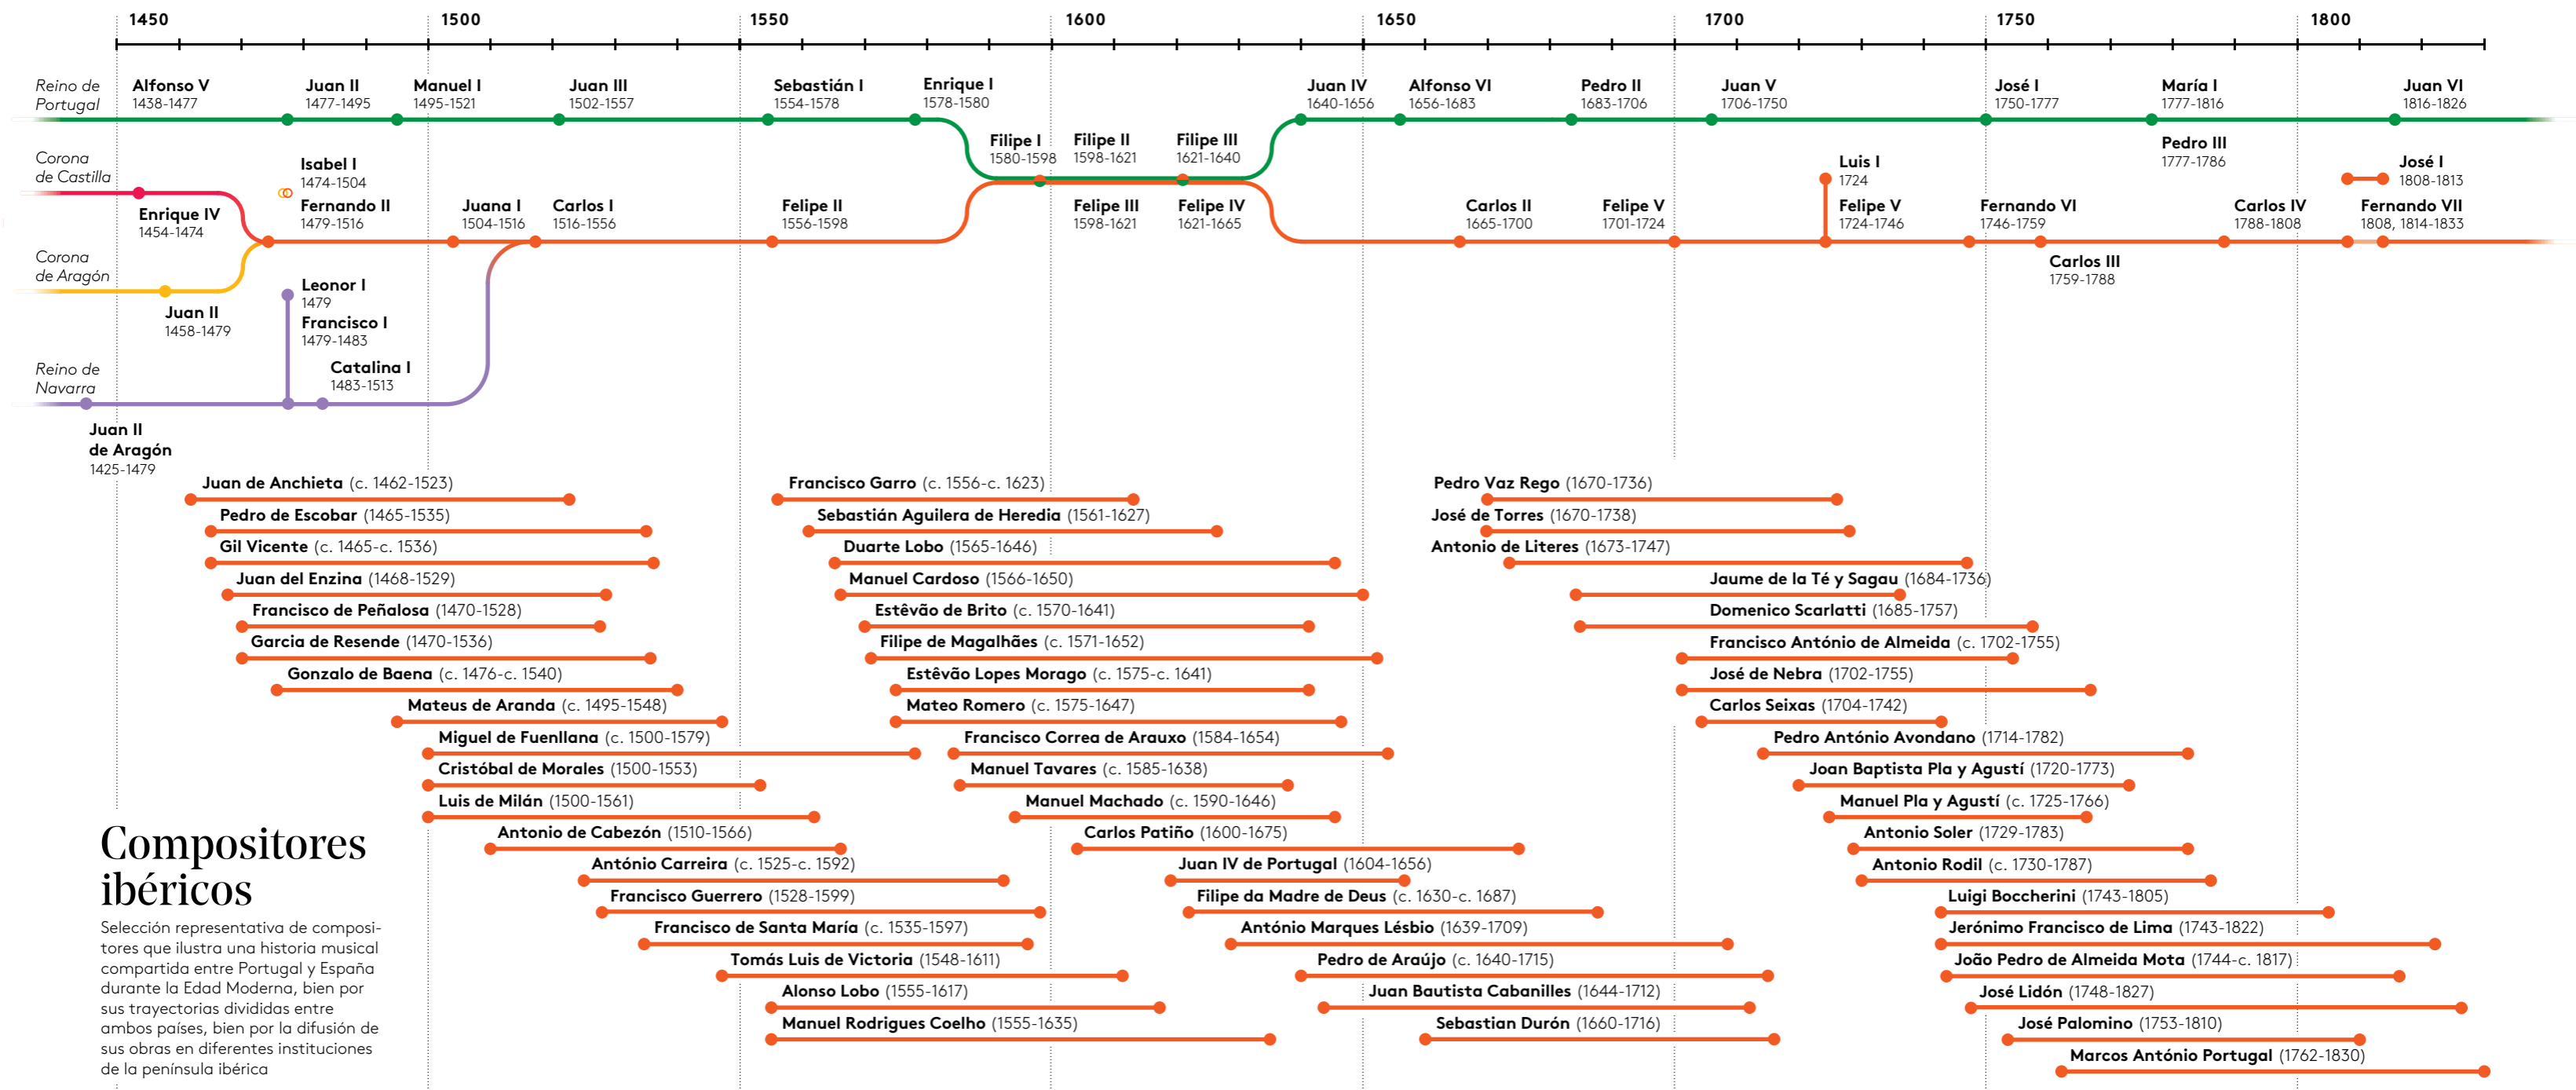 1450 1500 1550 1600 1650 1700 1750 1800
Reino de
Portugal
Alfonso V
1438-1477
Juan II
1477-1495
Manuel I
1495-1521
Juan III
1502-1557
Sebastián I
1554-1578
Enrique I
1578-1580
Filipe I
1580-1598
Filipe II
1598-1621
Filipe III
1621-1640
Juan IV
1640-1656
Alfonso VI
1656-1683
Pedro II
1683-1706
Juan V
1706-1750
José I
1750-1777
María I
1777-1816
Pedro III
1777-1786
Juan VI
1816-1826
Corona
de Castilla
Enrique IV
1454-1474
Isabel I
1474-1504
Fernando II
1479-1516
Juana I
1504-1516
Carlos I
1516-1556
Felipe II
1556-1598
Felipe III
1598-1621
Felipe IV
1621-1665
Carlos II
1665-1700
Felipe V
1701-1724
Luis I
1724
Felipe V
1724-1746
Fernando VI
1746-1759
Carlos III
1759-1788
Carlos IV
1788-1808
José I
1808-1813
Fernando VII
1808, 1814-1833
Corona
de Aragón
Juan II
1458-1479
Leonor I
1479
Francisco I
1479-1483
Catalina I
1483-1513
Reino de
Navarra
Juan II
de Aragón
1425-1479
Juan de Anchieta (c. 1462-1523)
Pedro de Escobar (1465-1535)
Gil Vicente (c. 1465-c. 1536)
Juan del Enzina (1468-1529)
Francisco de Peñalosa (1470-1528)
Garcia de Resende (1470-1536)
Gonzalo de Baena (c. 1476-c. 1540)
Mateus de Aranda (c. 1495-1548)
Miguel de Fuenllana (c. 1500-1579)
Cristóbal de Morales (1500-1553)
Luis de Milán (1500-1561)
Antonio de Cabezón (1510-1566)
António Carreira (c. 1525-c. 1592)
Francisco Guerrero (1528-1599)
Francisco de Santa María (c. 1535-1597)
Tomás Luis de Victoria (1548-1611)
Alonso Lobo (1555-1617)
Manuel Rodrigues Coelho (1555-1635)
Francisco Garro (c. 1556-c. 1623)
Sebastián Aguilera de Heredia (1561-1627)
Duarte Lobo (1565-1646)
Manuel Cardoso (1566-1650)
Estêvão de Brito (c. 1570-1641)
Filipe de Magalhães (c. 1571-1652)
Estêvão Lopes Morago (c. 1575-c. 1641)
Mateo Romero (c. 1575-1647)
Francisco Correa de Arauxo (1584-1654)
Manuel Tavares (c. 1585-1638)
Manuel Machado (c. 1590-1646)
Carlos Patiño (1600-1675)
Juan IV de Portugal (1604-1656)
Filipe da Madre de Deus (c. 1630-c. 1687)
António Marques Lésbio (1639-1709)
Pedro de Araújo (c. 1640-1715)
Juan Bautista Cabanilles (1644-1712)
Sebastian Durón (1660-1716)
Pedro Vaz Rego (1670-1736)
José de Torres (1670-1738)
Antonio de Literes (1673-1747)
Jaume de la Té y Sagau (1684-1736)
Domenico Scarlatti (1685-1757)
Francisco António de Almeida (c. 1702-1755)
José de Nebra (1702-1755)
Carlos Seixas (1704-1742)
Pedro António Avondano (1714-1782)
Joan Baptista Pla y Agustí (1720-1773)
Manuel Pla y Agustí (c. 1725-1766)
Antonio Soler (1729-1783)
Antonio Rodil (c. 1730-1787)
Luigi Boccherini (1743-1805)
Jerónimo Francisco de Lima (1743-1822)
João Pedro de Almeida Mota (1744-c. 1817)
José Lidón (1748-1827)
José Palomino (1753-1810)
Marcos António Portugal (1762-1830)
Compositores
ibéricos
Selección representativa de composi-
tores que ilustra una historia musical
compartida entre Portugal y España
durante la Edad Moderna, bien por
sus trayectorias divididas entre
ambos países, bien por la difusión de
sus obras en diferentes instituciones
de la península ibérica